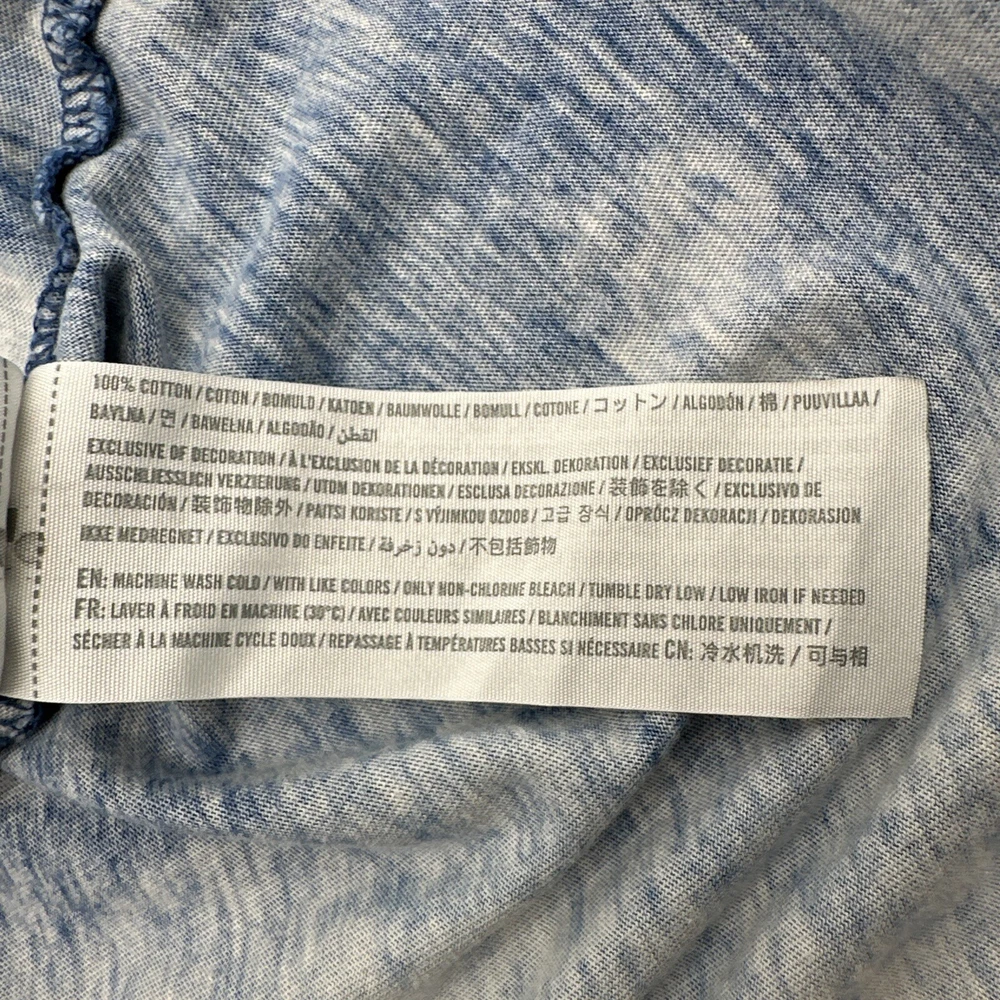 100% COTTON / COTON / BOMULD / KATOEN / BAUMWOLLE / BOMULL / COTONE / コットン / ALGODÓN / 棉 / PUUVILLAA /
BAVLNA / 면 / BAWEŁNA / ALGODÃO / القطن
EXCLUSIVE OF DECORATION / À L'EXCLUSION DE LA DÉCORATION / EKSKL. DEKORATION / EXCLUSIEF DECORATIE /
AUSSCHLIESSLICH VERZIERUNG / UTOM DEKORATIONEN / ESCLUSA DECORAZIONE / 装飾を除く / EXCLUSIVO DE
DECORACIÓN / 装饰物除外 / PAITSI KORISTE / S VÝJIMKOU OZDOB / 고급 장식 / OPRÓCZ DEKORACJI / DEKORASJON
IKKE MEDREGNET / EXCLUSIVO DO ENFEITE / دون زخرفة / 不包括飾物
EN: MACHINE WASH COLD / WITH LIKE COLORS / ONLY NON-CHLORINE BLEACH / TUMBLE DRY LOW / LOW IRON IF NEEDED
FR: LAVER À FROID EN MACHINE (30°C) / AVEC COULEURS SIMILAIRES / BLANCHIMENT SANS CHLORE UNIQUEMENT /
SÉCHER À LA MACHINE CYCLE DOUX / REPASSAGE À TEMPÉRATURES BASSES SI NÉCESSAIRE CN: 冷水机洗 / 可与相